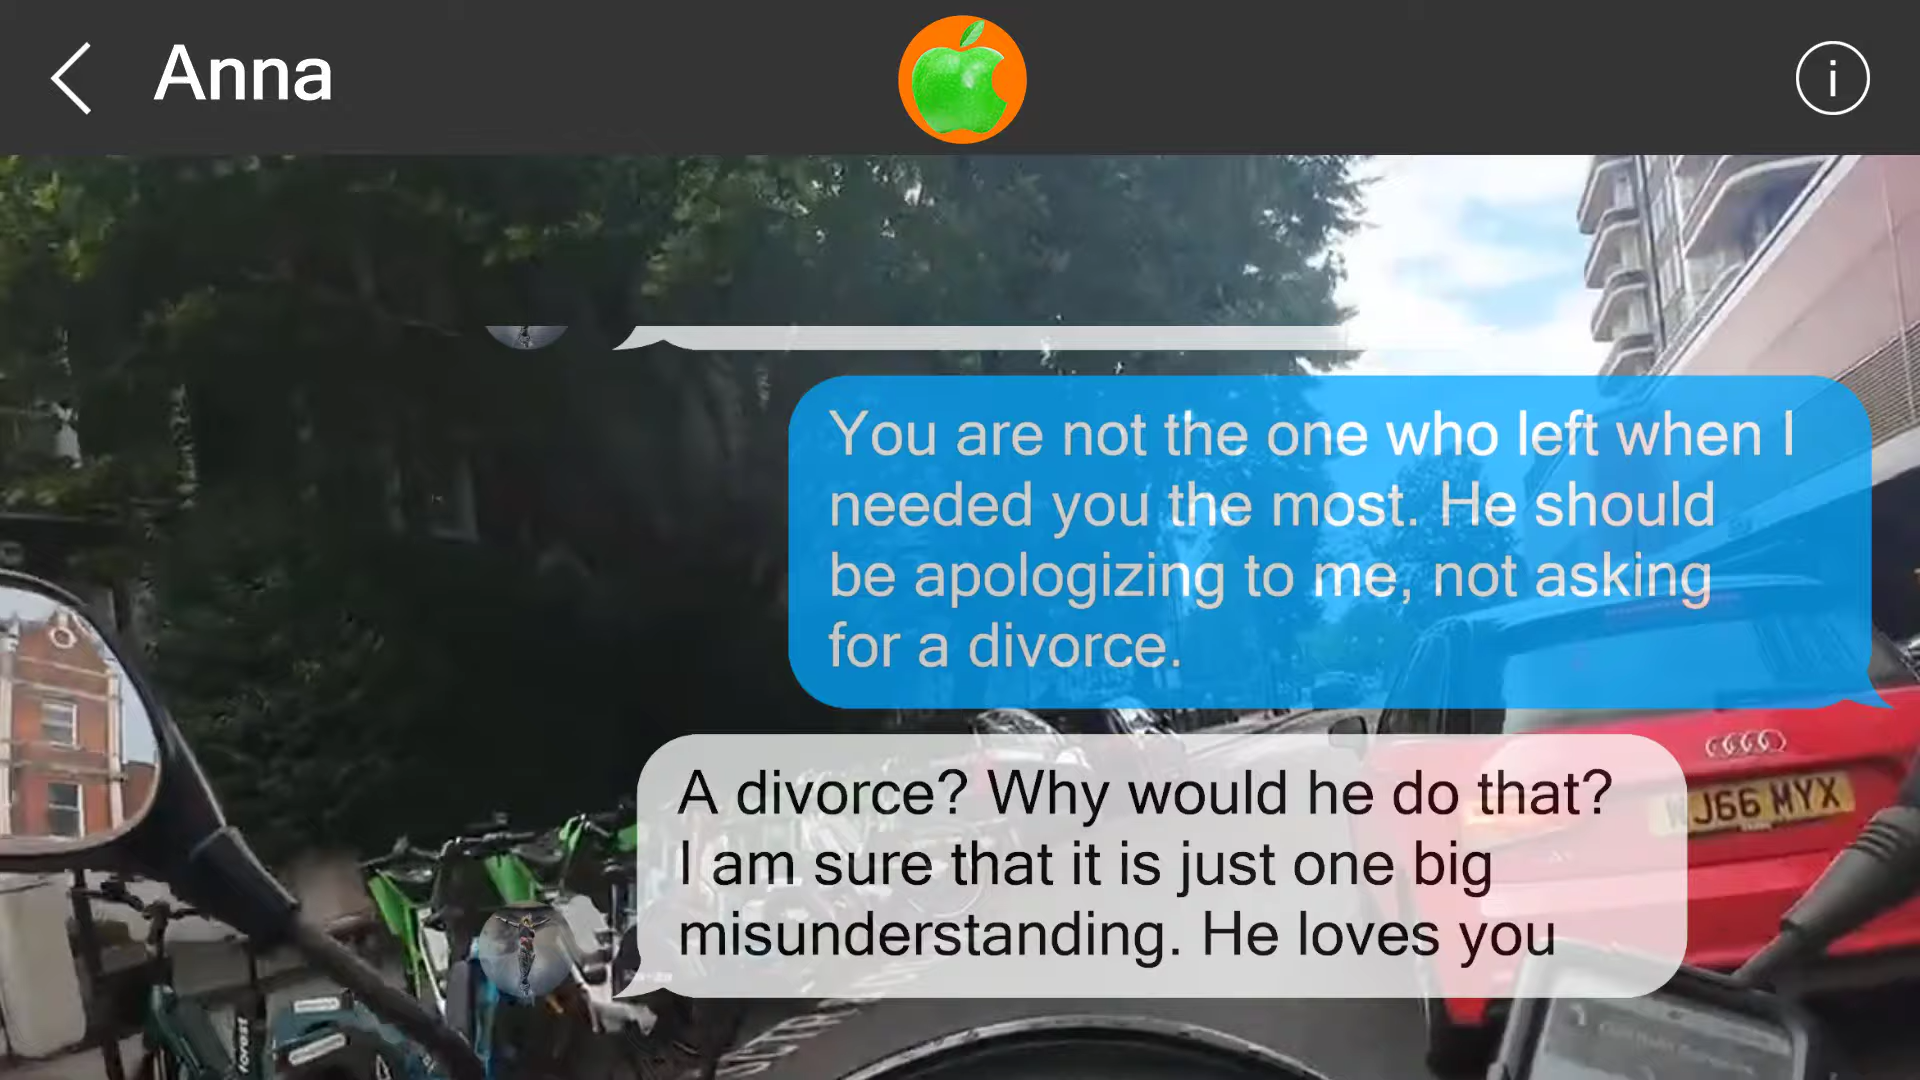 Anna
i
You are not the one who left when I
needed you the most. He should
be apologizing to me, not asking
for a divorce.
A divorce? Why would he do that?
I am sure that it is just one big
misunderstanding. He loves you
J66 MYX
forest